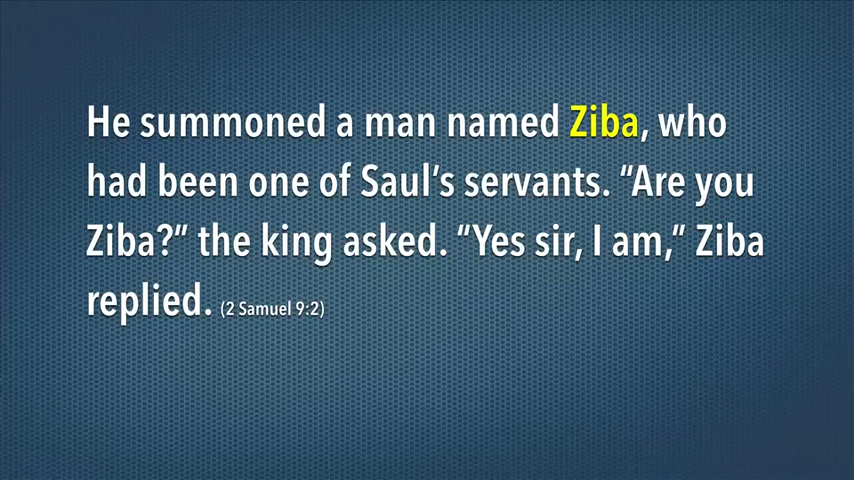 He summoned a man named Ziba, who
had been one of Saul’s servants. “Are you
Ziba?” the king asked. “Yes sir, I am,” Ziba
replied. (2 Samuel 9:2)